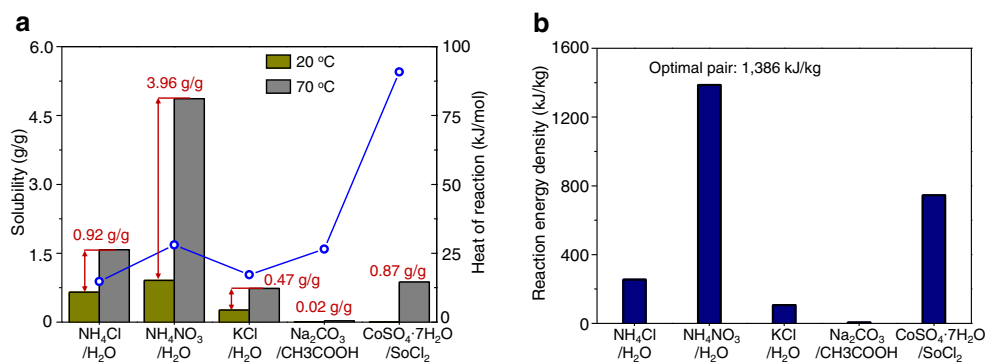 a
Solubility (g/g)
6.0
4.5
3.0
1.5
0
20 °C
70 °C
0.92 g/g
3.96 g/g
0.47 g/g
0.02 g/g
0.87 g/g
100
75
50
25
0
Heat of reaction (kJ/mol)
NH₄Cl
/H₂O
NH₄NO₃
/H₂O
KCl
/H₂O
Na₂CO₃
/CH3COOH
CoSO₄·7H₂O
/SoCl₂
b
Reaction energy density (kJ/kg)
1600
1200
800
400
0
Optimal pair: 1,386 kJ/kg
NH₄Cl
/H₂O
NH₄NO₃
/H₂O
KCl
/H₂O
Na₂CO₃
/CH3COOH
CoSO₄·7H₂O
/SoCl₂